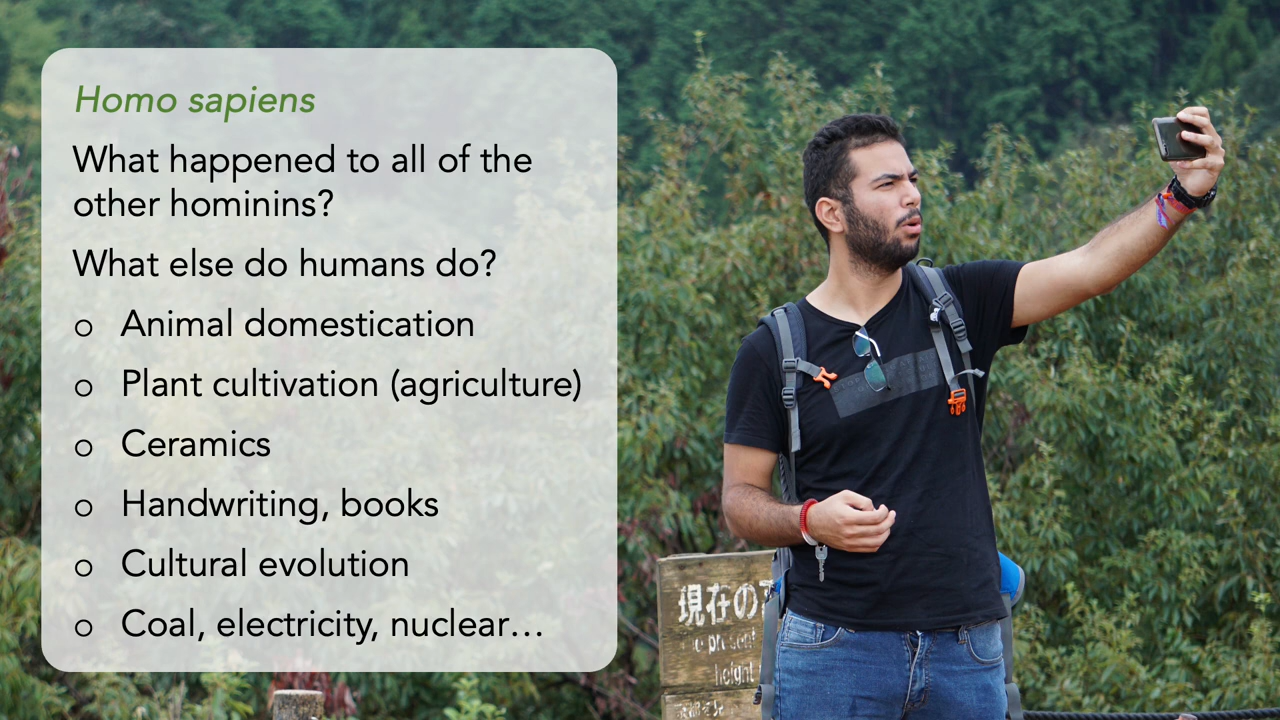 Homo sapiens
What happened to all of the
other hominins?
What else do humans do?
o Animal domestication
o Plant cultivation (agriculture)
o Ceramics
o Handwriting, books
o Cultural evolution
o Coal, electricity, nuclear…
現在の
present
height